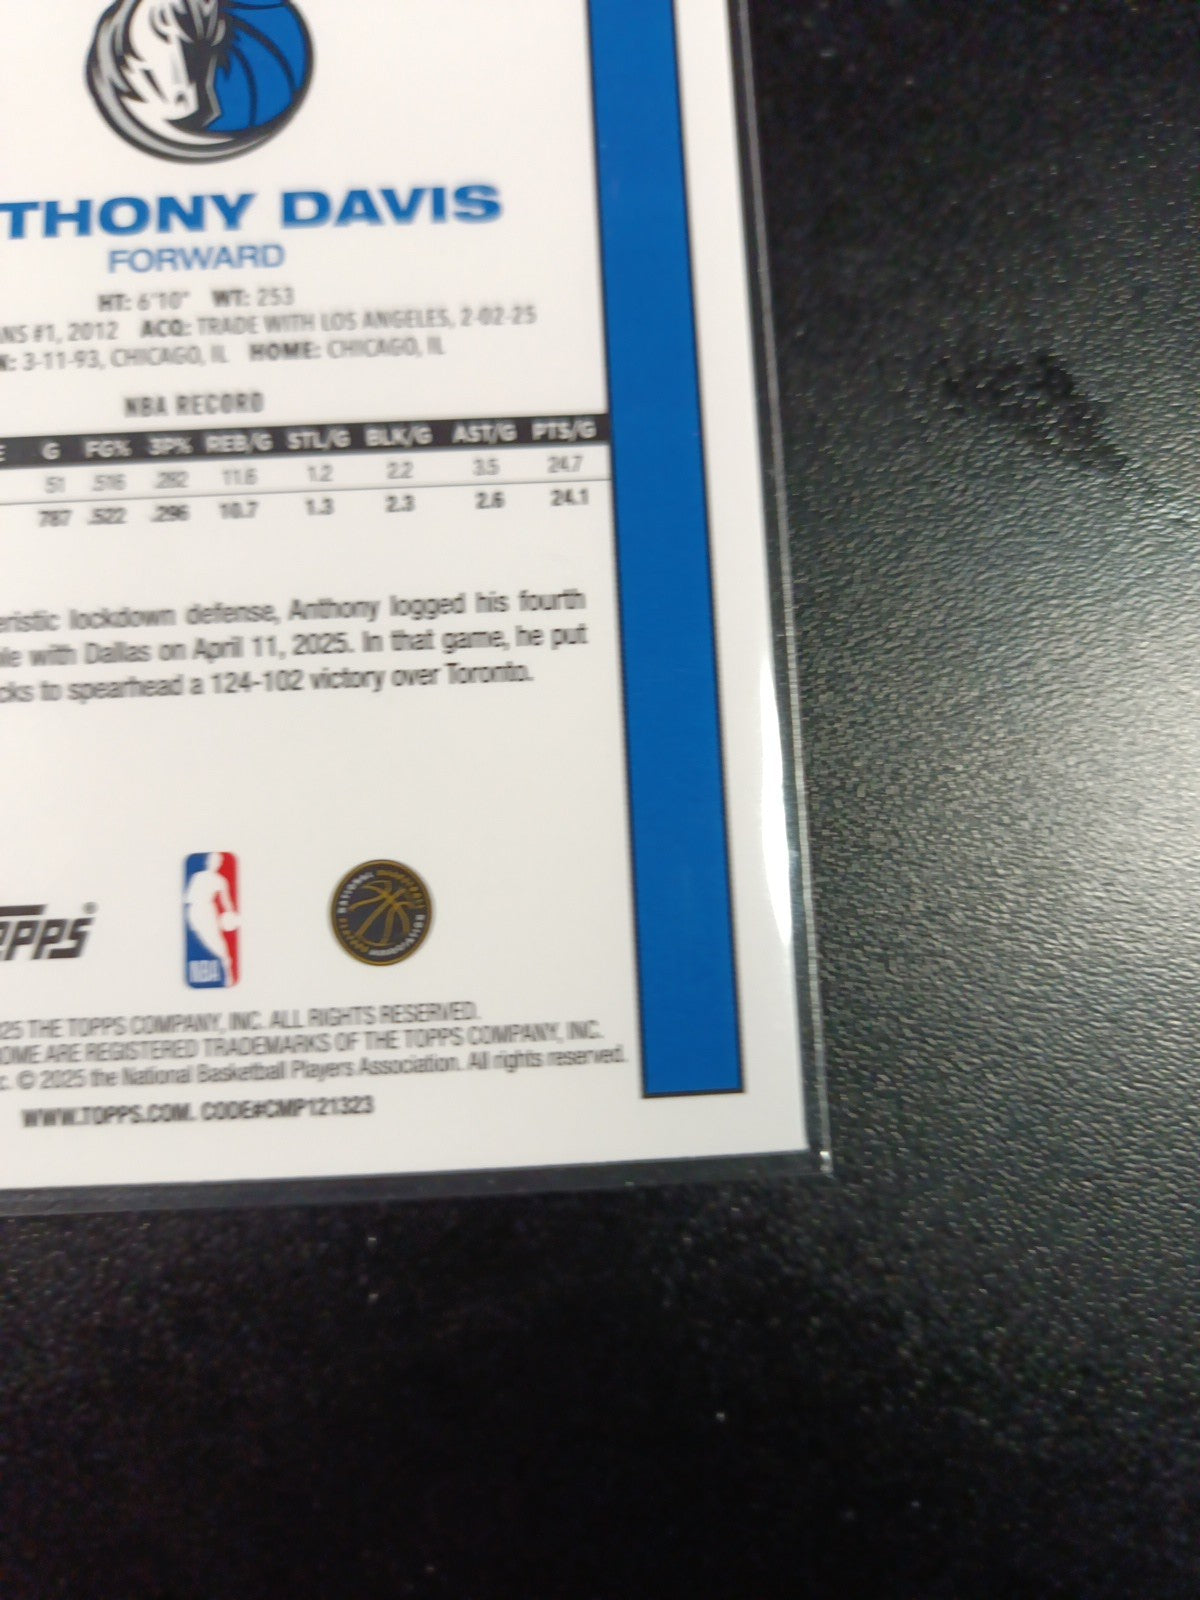 THONY DAVIS
FORWARD
HT: 6'10" WT: 253
NS #1, 2012 ACQ: TRADE WITH LOS ANGELES, 2-02-25
: 3-11-93, CHICAGO, IL HOME: CHICAGO, IL
NBA RECORD
G FG% 3P% REB/G STL/G BLK/G AST/G PTS/G
51 .516 .282 11.6 1.2 2.2 3.5 24.7
787 .522 .296 10.7 1.3 2.3 2.6 24.1
eristic lockdown defense, Anthony logged his fourth
le with Dallas on April 11, 2025. In that game, he put
cks to spearhead a 124-102 victory over Toronto.
OPPS®
NBA
NATIONAL BASKETBALL PLAYERS ASSOCIATION
25 THE TOPPS COMPANY, INC. ALL RIGHTS RESERVED.
OME ARE REGISTERED TRADEMARKS OF THE TOPPS COMPANY, INC.
c. © 2025 the National Basketball Players Association. All rights reserved.
WWW.TOPPS.COM. CODE#CMP121323